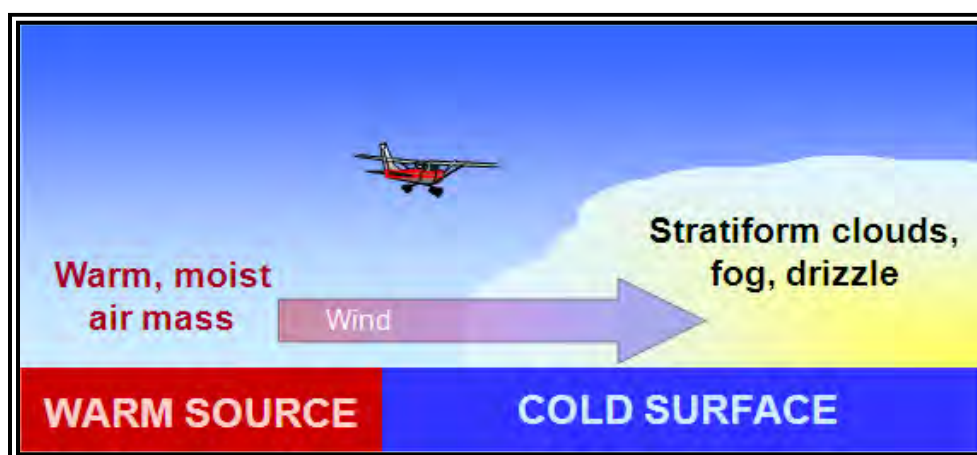 Stratiform clouds,
fog, drizzle
Warm, moist
air mass
Wind
WARM SOURCE
COLD SURFACE